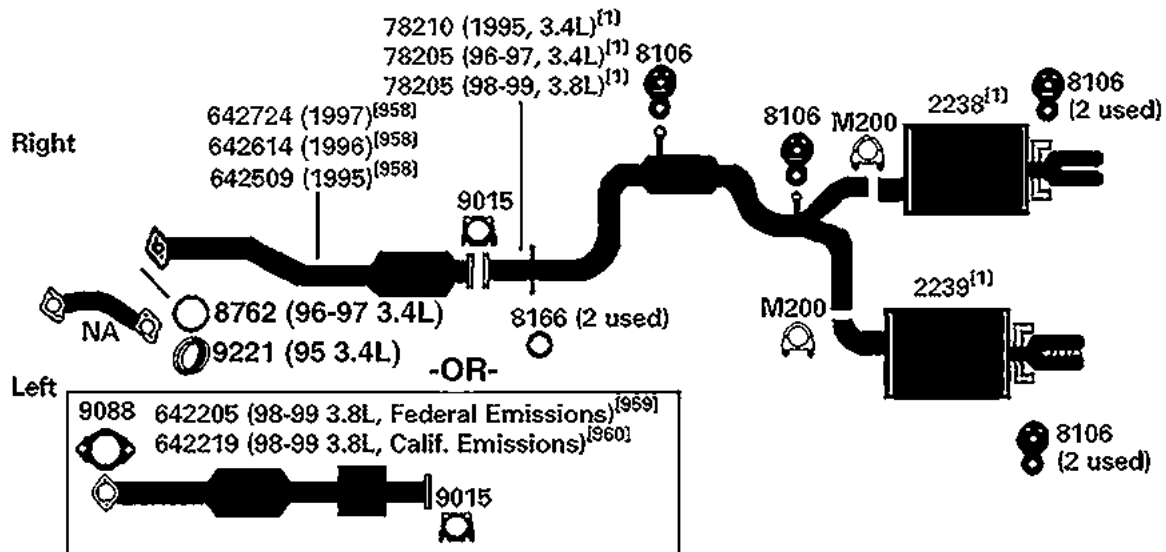 78210 (1995, 3.4L)[1]
78205 (96-97, 3.4L)[1]
78205 (98-99, 3.8L)[1]
8106
8106
(2 used)
2238[1]
8106
M200
642724 (1997)[958]
642614 (1996)[958]
642509 (1995)[958]
Right
9015
NA
8762 (96-97 3.4L)
9221 (95 3.4L)
8166 (2 used)
M200
2239[1]
-OR-
Left
9088
642205 (98-99 3.8L, Federal Emissions)[959]
642219 (98-99 3.8L, Calif. Emissions)[960]
9015
8106
(2 used)